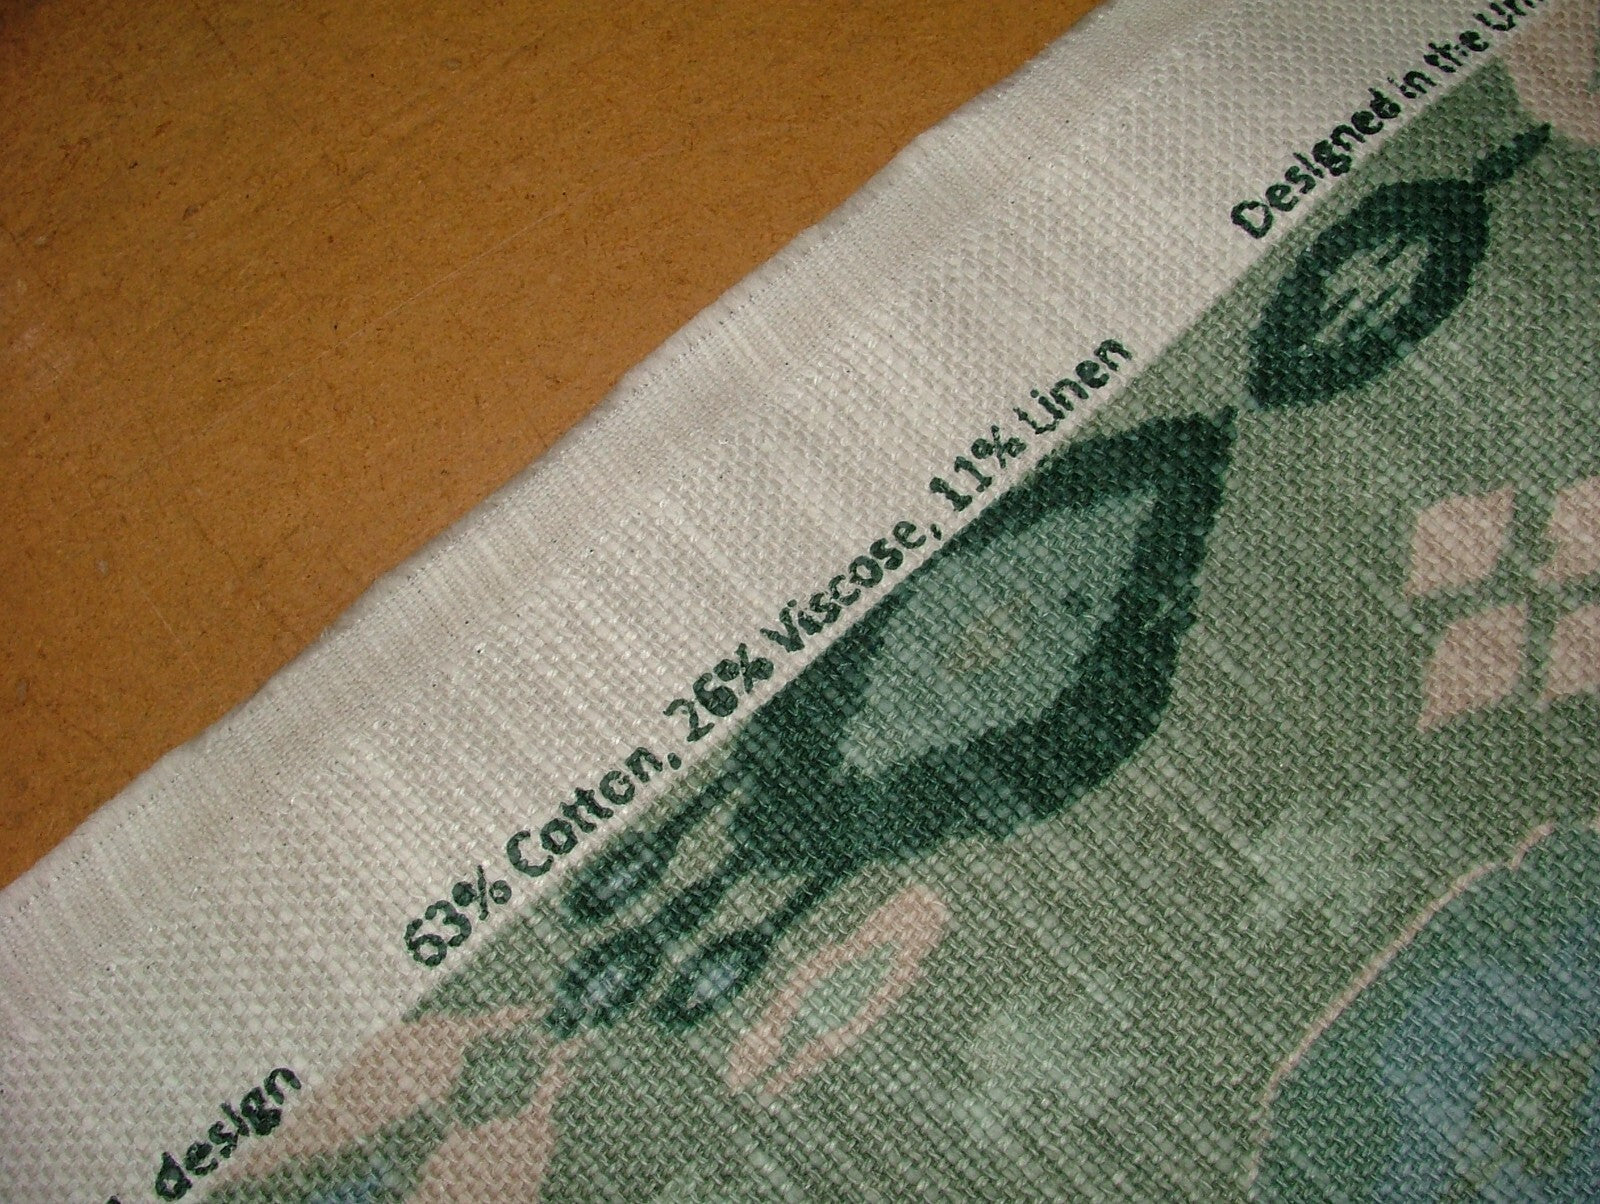 design 63% Cotton, 26% Viscose, 11% Linen Designed in the